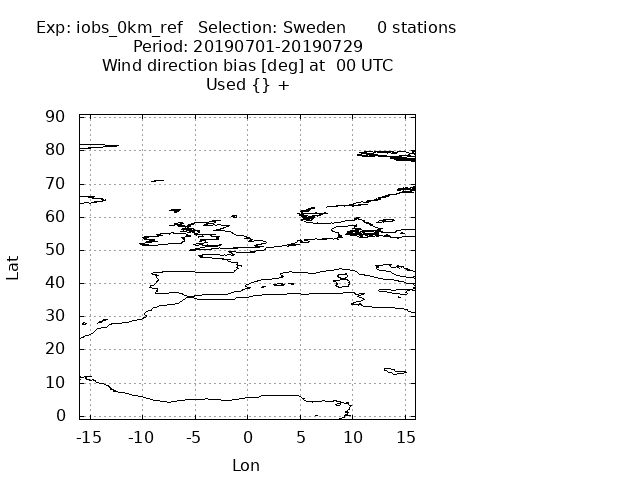 Exp: iobs_0km_ref   Selection: Sweden      0 stations
Period: 20190701-20190729
Wind direction bias [deg] at  00 UTC
Used {} +
90
80
70
60
50
40
30
20
10
0
Lat
-15 -10 -5 0 5 10 15
Lon